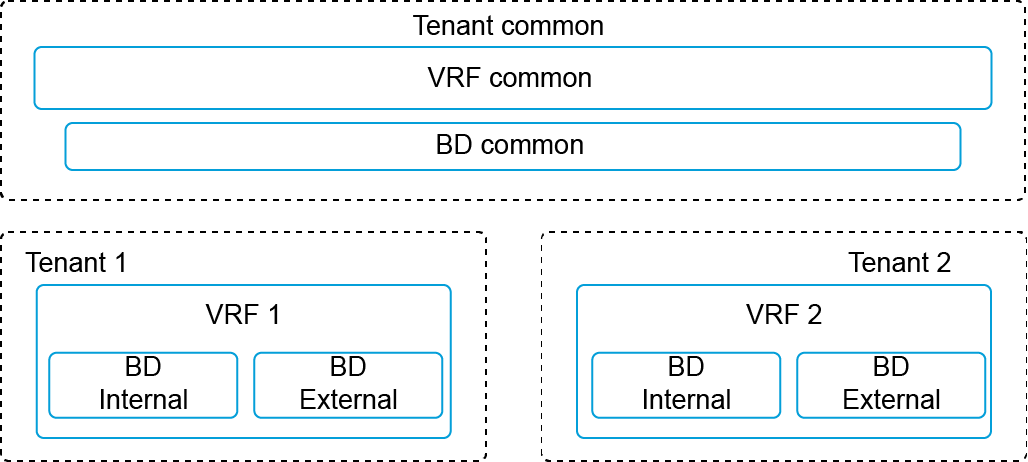 Tenant common
VRF common
BD common
Tenant 1
VRF 1
BD
Internal
BD
External
Tenant 2
VRF 2
BD
Internal
BD
External